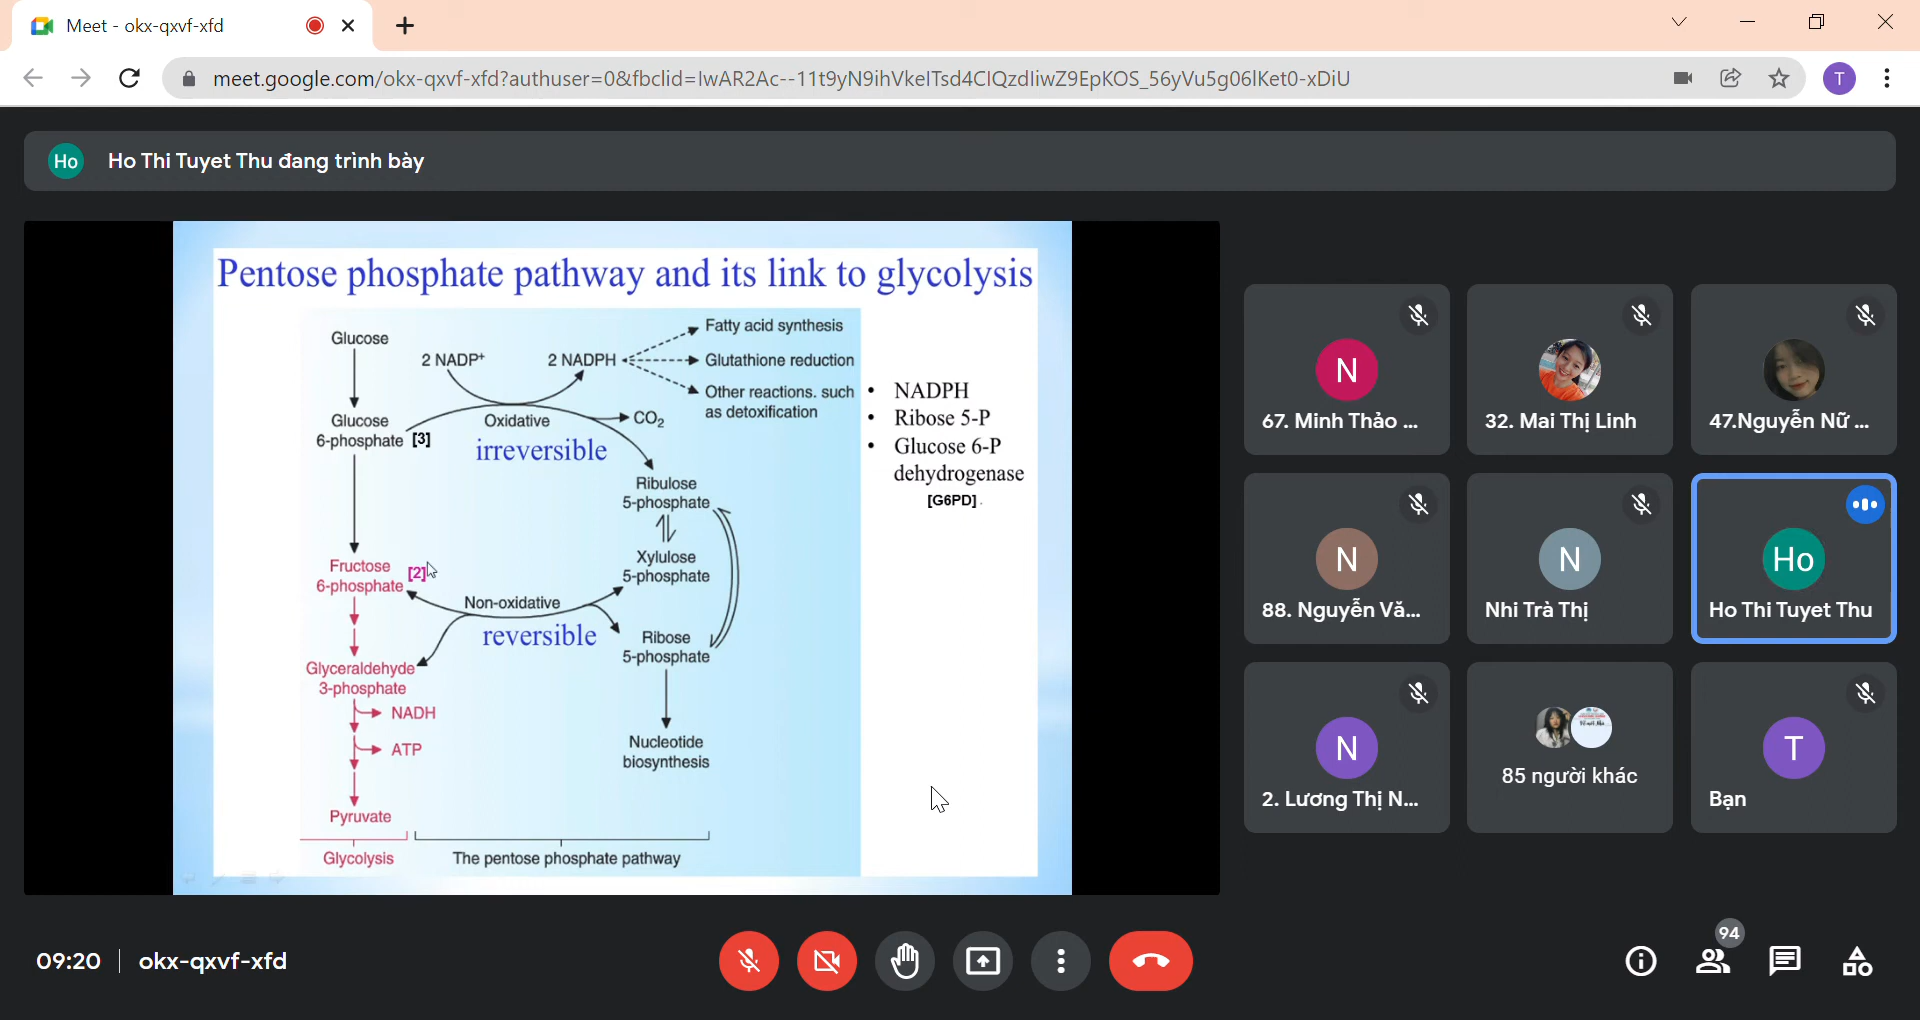 Meet - okx-qxvf-xfd
meet.google.com/okx-qxvf-xfd?authuser=0&fbclid=IwAR2Ac--11t9yN9ihVkeITsd4CIQzdIiwZ9EpKOS_56yVu5g06lKet0-xDiU
T
Ho
Ho Thi Tuyet Thu đang trình bày
Pentose phosphate pathway and its link to glycolysis
Glucose
2 NADP⁺
2 NADPH
Fatty acid synthesis
Glutathione reduction
Other reactions. such
as detoxification
Glucose
6-phosphate [3]
Oxidative
CO₂
irreversible
Ribulose
5-phosphate
Xylulose
5-phosphate
Fructose
6-phosphate [2]
Non-oxidative
reversible
Ribose
5-phosphate
Glyceraldehyde
3-phosphate
NADH
ATP
Nucleotide
biosynthesis
Pyruvate
Glycolysis
The pentose phosphate pathway
• NADPH
• Ribose 5-P
• Glucose 6-P
dehydrogenase
[G6PD] .
N
67. Minh Thảo ...
32. Mai Thị Linh
47.Nguyễn Nữ ...
N
88. Nguyễn Vă...
N
Nhi Trà Thị
Ho
Ho Thi Tuyet Thu
N
2. Lương Thị N...
85 người khác
T
Bạn
09:20 | okx-qxvf-xfd
94